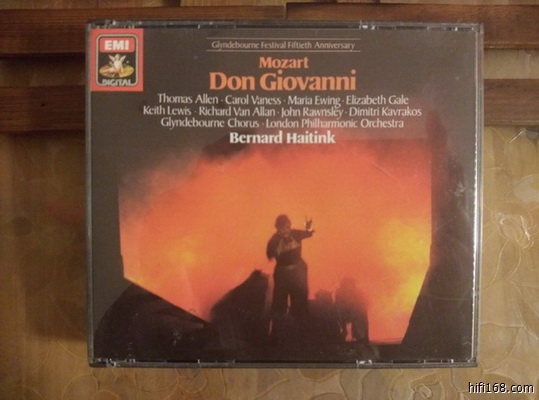 EMI
DIGITAL
Glyndebourne Festival Fiftieth Anniversary
Mozart
Don Giovanni
Thomas Allen · Carol Vaness · Maria Ewing · Elizabeth Gale
Keith Lewis · Richard Van Allan · John Rawnsley · Dimitri Kavrakos
Glyndebourne Chorus · London Philharmonic Orchestra
Bernard Haitink
hifi168.com